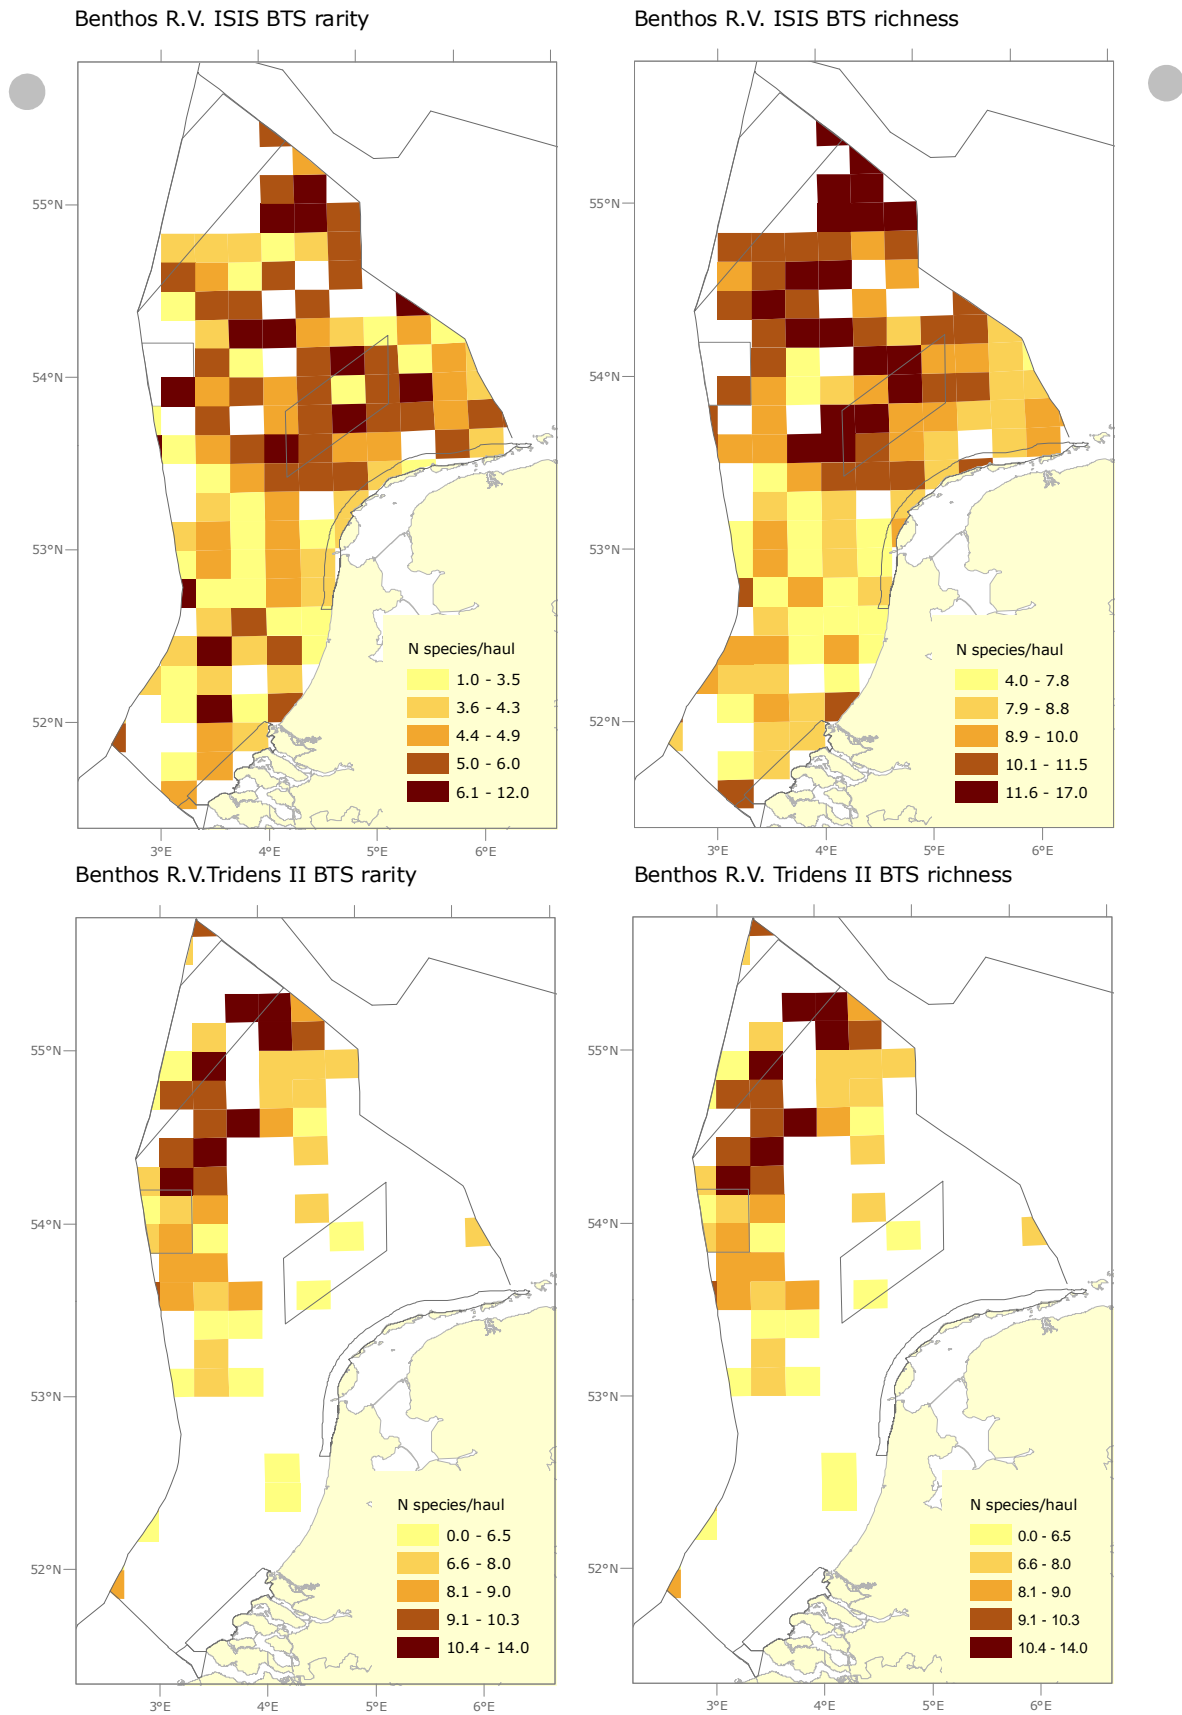 Benthos R.V. ISIS BTS rarity
Benthos R.V. ISIS BTS richness
55°N
54°N
53°N
52°N
3°E
4°E
5°E
6°E
N species/haul
1.0 - 3.5
3.6 - 4.3
4.4 - 4.9
5.0 - 6.0
6.1 - 12.0
55°N
54°N
53°N
52°N
3°E
4°E
5°E
6°E
N species/haul
4.0 - 7.8
7.9 - 8.8
8.9 - 10.0
10.1 - 11.5
11.6 - 17.0
Benthos R.V.Tridens II BTS rarity
Benthos R.V. Tridens II BTS richness
55°N
54°N
53°N
52°N
3°E
4°E
5°E
6°E
N species/haul
0.0 - 6.5
6.6 - 8.0
8.1 - 9.0
9.1 - 10.3
10.4 - 14.0
55°N
54°N
53°N
52°N
3°E
4°E
5°E
6°E
N species/haul
0.0 - 6.5
6.6 - 8.0
8.1 - 9.0
9.1 - 10.3
10.4 - 14.0